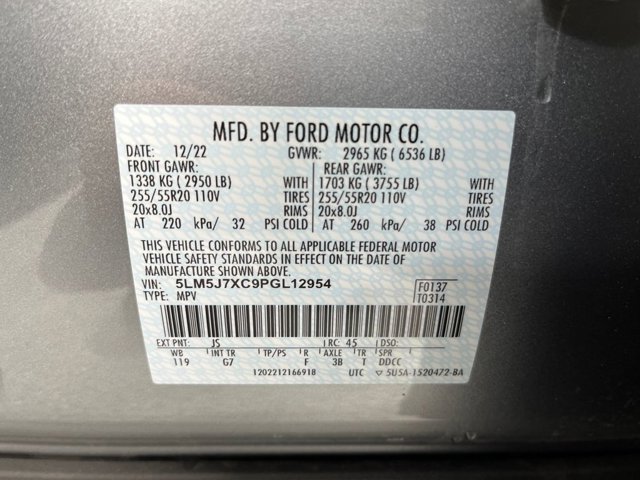 MFD. BY FORD MOTOR CO.
DATE: 12/22 GVWR: 2965 KG ( 6536 LB)
FRONT GAWR: REAR GAWR:
1338 KG ( 2950 LB) WITH 1703 KG ( 3755 LB) WITH
255/55R20 110V TIRES 255/55R20 110V TIRES
20x8.0J RIMS 20x8.0J RIMS
AT 220 kPa/ 32 PSI COLD AT 260 kPa/ 38 PSI COLD
THIS VEHICLE CONFORMS TO ALL APPLICABLE FEDERAL MOTOR
VEHICLE SAFETY STANDARDS IN EFFECT ON THE DATE OF
MANUFACTURE SHOWN ABOVE.
VIN: 5LM5J7XC9PGL12954 F0137
TYPE: MPV T0314
EXT PNT: JS RC: 45 DSO:
WB INT TR TP/PS R AXLE TR SPR
119 G7 F 3B T DDCC
1202212166918 UTC ▽ 5U5A-1520472-BA